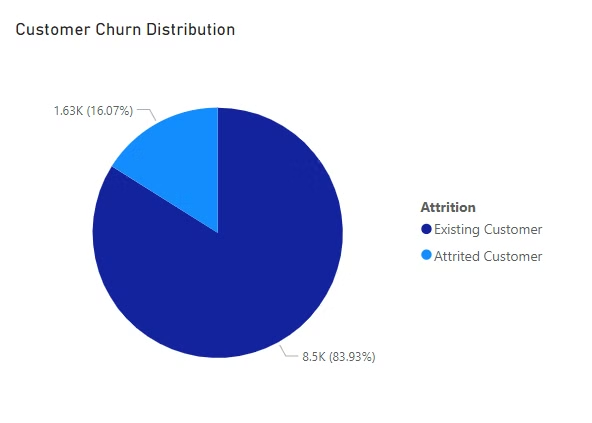 Customer Churn Distribution
1.63K (16.07%)
Attrition
Existing Customer
Attrited Customer
8.5K (83.93%)